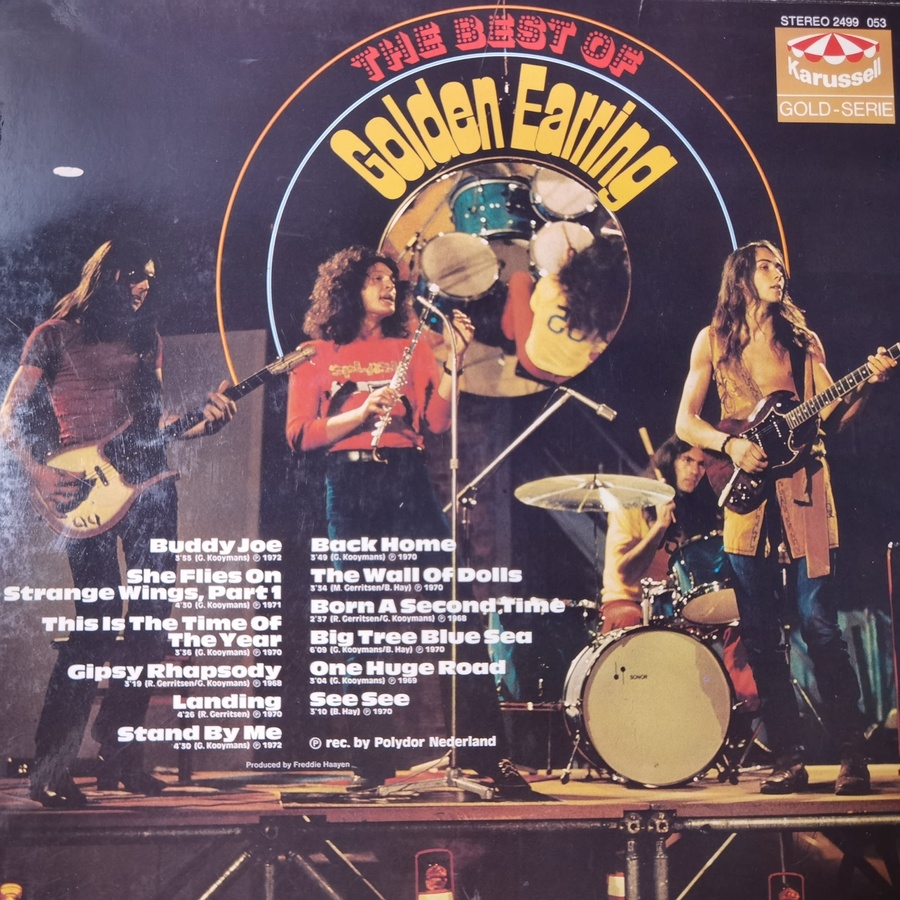 STEREO 2499 053
Karussell
GOLD-SERIE
THE BEST OF
Golden Earring
Buddy Joe
3'55 (G. Kooymans) ℗ 1972
She Flies On
Strange Wings, Part 1
4'30 (G. Kooymans) ℗ 1971
This Is The Time Of
The Year
3'36 (G. Kooymans) ℗ 1970
Gipsy Rhapsody
3'19 (R. Gerritsen/G. Kooymans) ℗ 1968
Landing
4'26 (R. Gerritsen) ℗ 1970
Stand By Me
4'30 (G. Kooymans) ℗ 1972
Back Home
3'49 (G. Kooymans) ℗ 1970
The Wall Of Dolls
3'34 (M. Gerritsen/B. Hay) ℗ 1970
Born A Second Time
2'37 (R. Gerritsen/G. Kooymans) ℗ 1968
Big Tree Blue Sea
6'09 (G. Kooymans/B. Hay) ℗ 1970
One Huge Road
3'04 (G. Kooymans) ℗ 1969
See See
3'10 (B. Hay) ℗ 1970
℗ rec. by Polydor Nederland
Produced by Freddie Haayen
SONOR